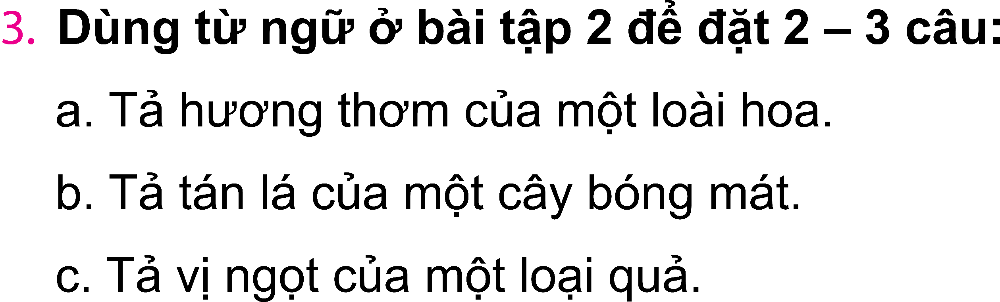 3. Dùng từ ngữ ở bài tập 2 để đặt 2 – 3 câu:
a. Tả hương thơm của một loài hoa.
b. Tả tán lá của một cây bóng mát.
c. Tả vị ngọt của một loại quả.